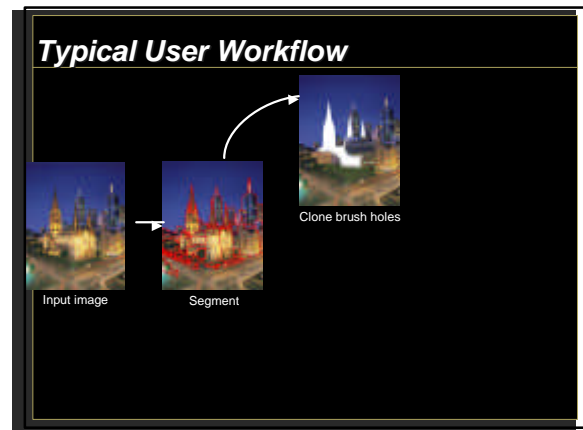 Typical User Workflow
Clone brush holes
Input image
Segment